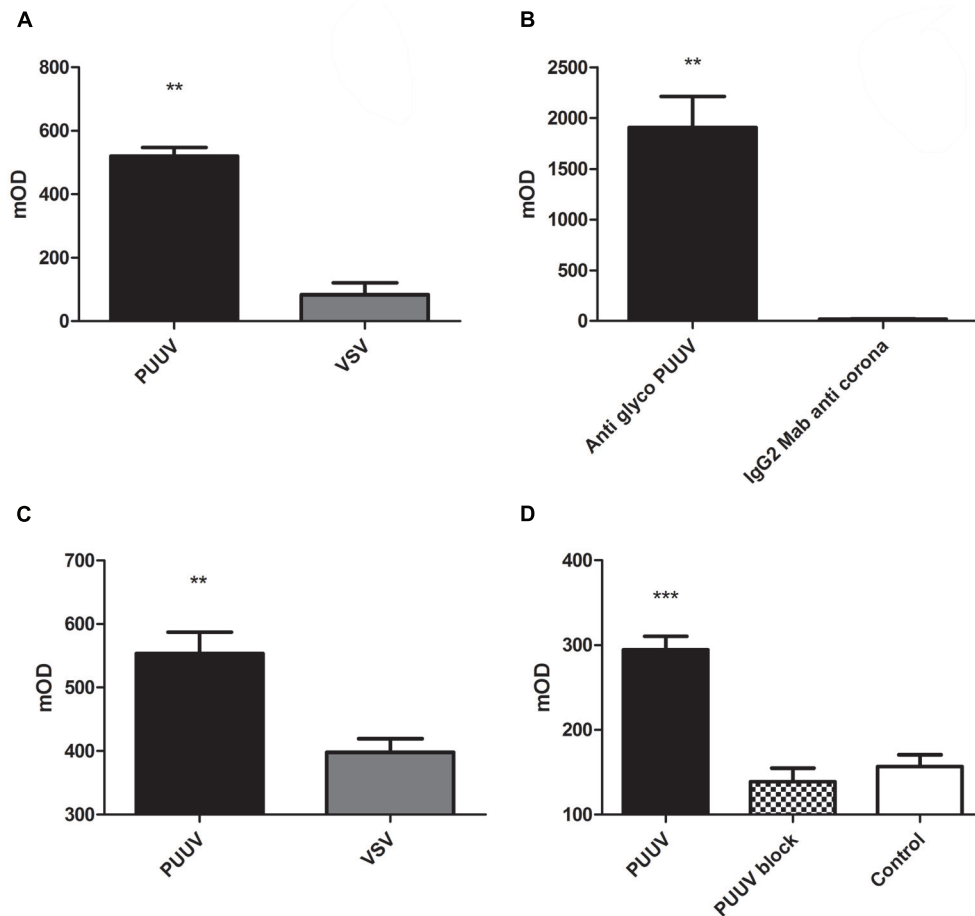 A
800
600
400
200
0
mOD
**
PUUV
VSV
B
2500
2000
1500
1000
500
0
mOD
**
Anti glyco PUUV
IgG2 Mab anti corona
C
700
600
500
400
300
mOD
**
PUUV
VSV
D
400
300
200
100
mOD
***
PUUV
PUUV block
Control